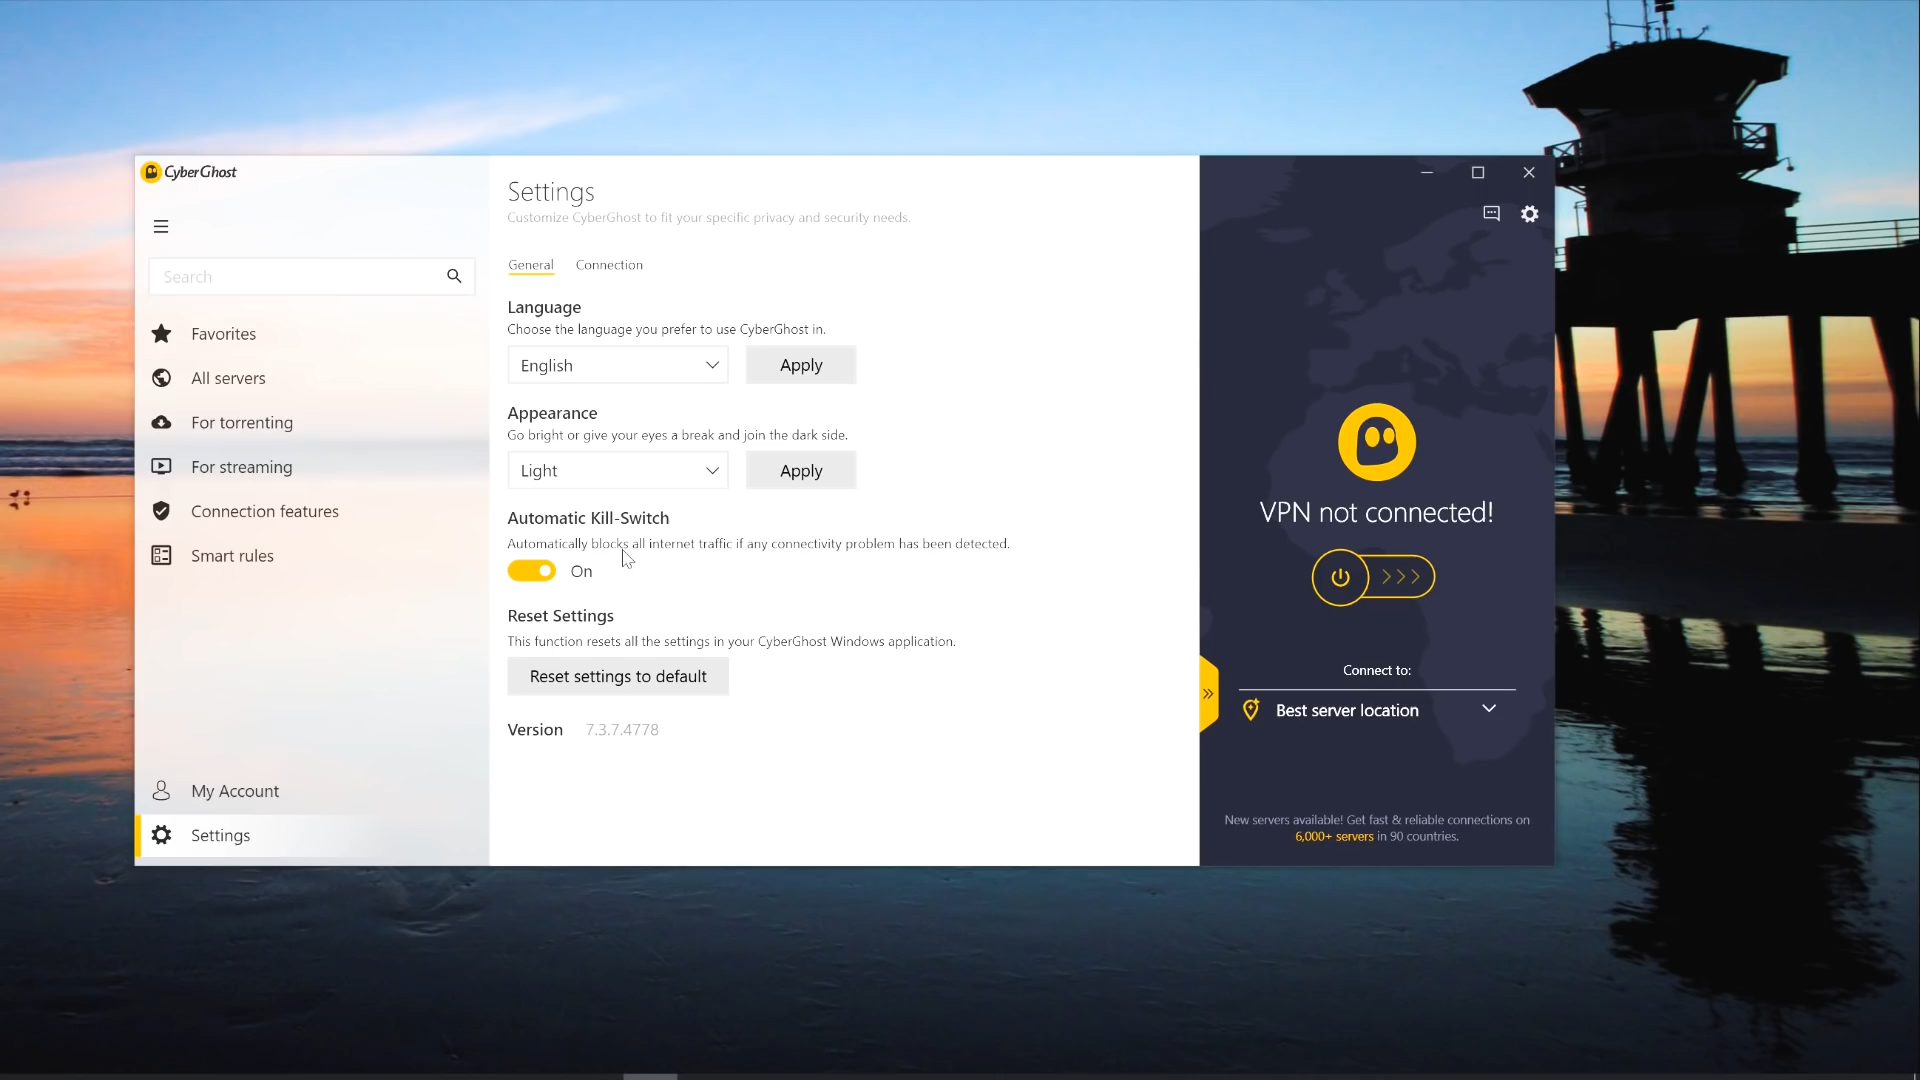 CyberGhost
Search
Favorites
All servers
For torrenting
For streaming
Connection features
Smart rules
My Account
Settings
Settings
Customize CyberGhost to fit your specific privacy and security needs.
General Connection
Language
Choose the language you prefer to use CyberGhost in.
English Apply
Appearance
Go bright or give your eyes a break and join the dark side.
Light Apply
Automatic Kill-Switch
Automatically blocks all internet traffic if any connectivity problem has been detected.
On
Reset Settings
This function resets all the settings in your CyberGhost Windows application.
Reset settings to default
Version 7.3.7.4778
VPN not connected!
Connect to:
Best server location
New servers available! Get fast & reliable connections on
6,000+ servers in 90 countries.